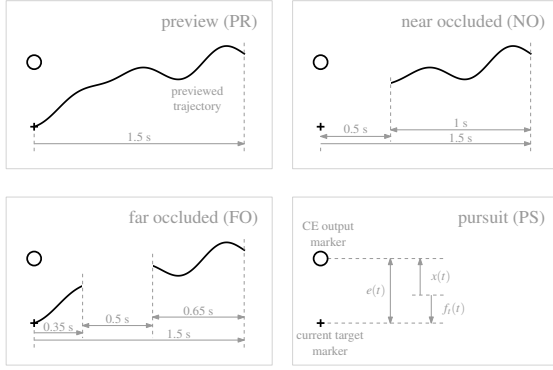 preview (PR)
previewed
trajectory
1.5 s
near occluded (NO)
0.5 s
1 s
1.5 s
far occluded (FO)
0.35 s
0.5 s
0.65 s
1.5 s
pursuit (PS)
CE output
marker
e(t)
x(t)
f_t(t)
current target
marker